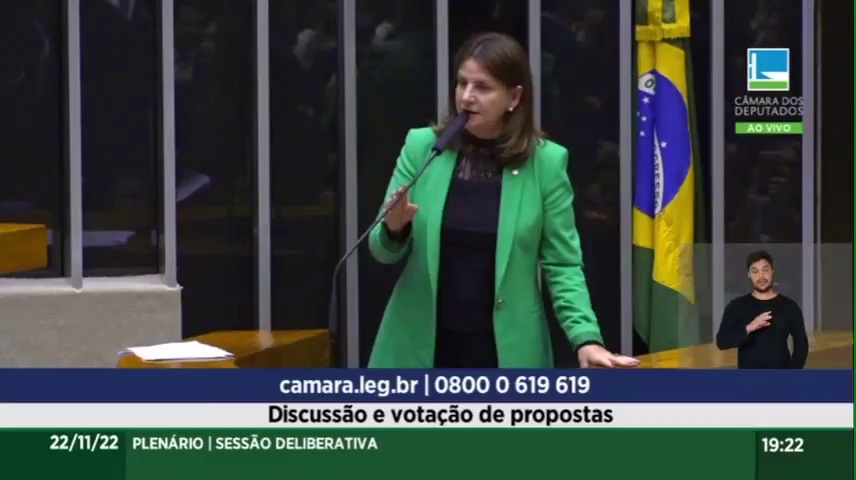 CÂMARA DOS
DEPUTADOS
AO VIVO
camara.leg.br | 0800 0 619 619
Discussão e votação de propostas
22/11/22 PLENÁRIO | SESSÃO DELIBERATIVA 19:22